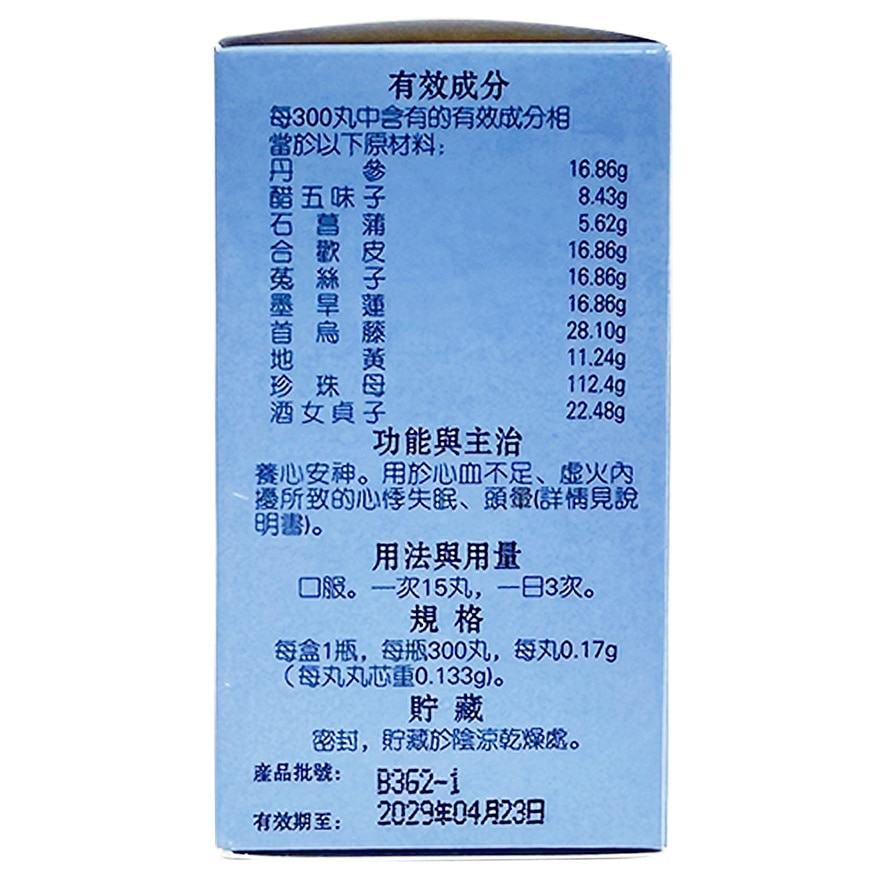 有效成分
每300丸中含有的有效成分相
當於以下原材料:
丹參 16.86g
醋五味子 8.43g
石菖蒲 5.62g
合歡皮 16.86g
菟絲子 16.86g
墨旱蓮 16.86g
首烏藤 28.10g
地黃 11.24g
珍珠母 112.4g
酒女貞子 22.48g
功能與主治
養心安神。用於心血不足、虛火內
擾所致的心悸失眠、頭暈(詳情見說
明書)。
用法與用量
口服。一次15丸,一日3次。
規格
每盒1瓶,每瓶300丸,每丸0.17g
(每丸丸芯重0.133g)。
貯藏
密封,貯藏於陰涼乾燥處。
產品批號: B362-i
有效期至: 2029年04月23日